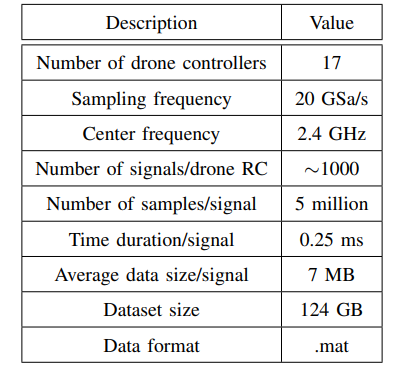 Description Value
Number of drone controllers 17
Sampling frequency 20 GSa/s
Center frequency 2.4 GHz
Number of signals/drone RC ∼1000
Number of samples/signal 5 million
Time duration/signal 0.25 ms
Average data size/signal 7 MB
Dataset size 124 GB
Data format .mat